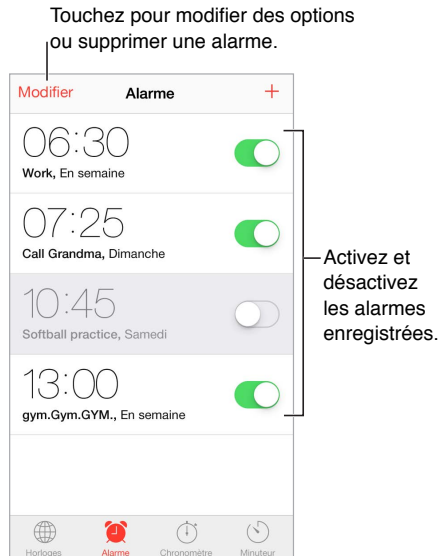 Touchez pour modifier des options
ou supprimer une alarme.
Modifier Alarme +
06:30
Work, En semaine
07:25
Call Grandma, Dimanche
10:45
Softball practice, Samedi
13:00
gym.Gym.GYM., En semaine
Activez et
désactivez
les alarmes
enregistrées.
Horloges Alarme Chronomètre Minuteur